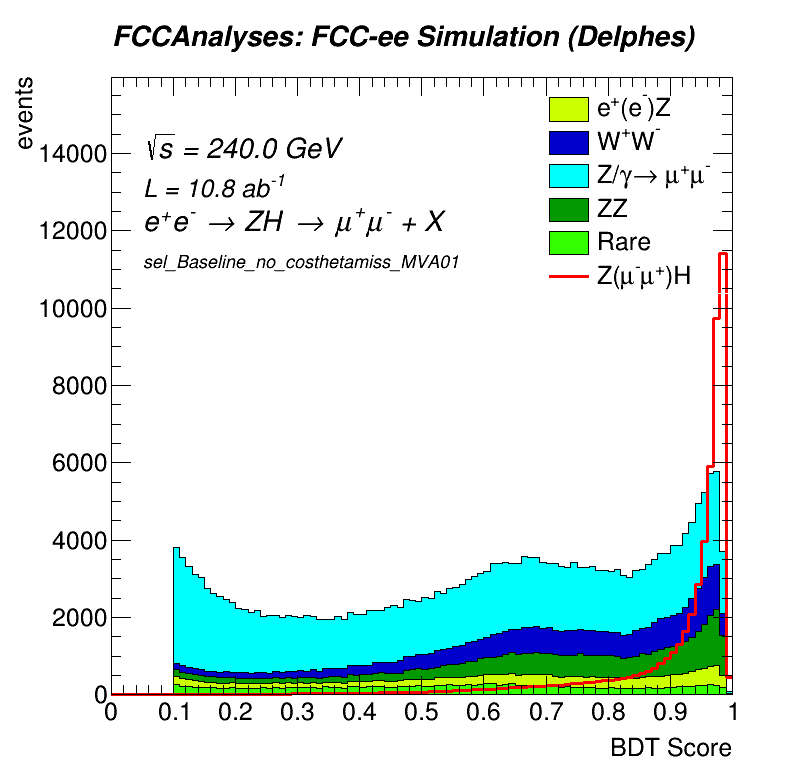 FCCAnalyses: FCC-ee Simulation (Delphes)
events
√s = 240.0 GeV
L = 10.8 ab⁻¹
e⁺e⁻ → ZH → μ⁺μ⁻ + X
sel_Baseline_no_costhetamiss_MVA01
e⁺(e⁻)Z
W⁺W⁻
Z/γ→ μ⁺μ⁻
ZZ
Rare
Z(μ⁻μ⁺)H
14000
12000
10000
8000
6000
4000
2000
0
0 0.1 0.2 0.3 0.4 0.5 0.6 0.7 0.8 0.9 1
BDT Score